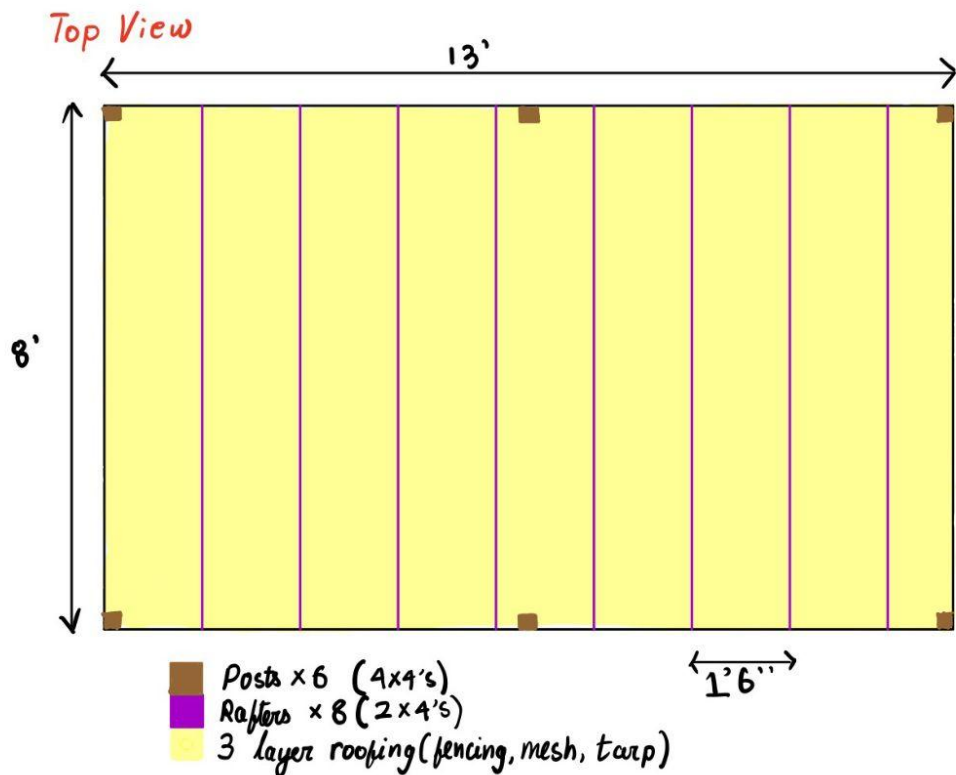 Top View
13'
8'
1'6"
Posts x 6 (4x4's)
Rafters x 8 (2x4's)
3 layer roofing (fencing, mesh, tarp)